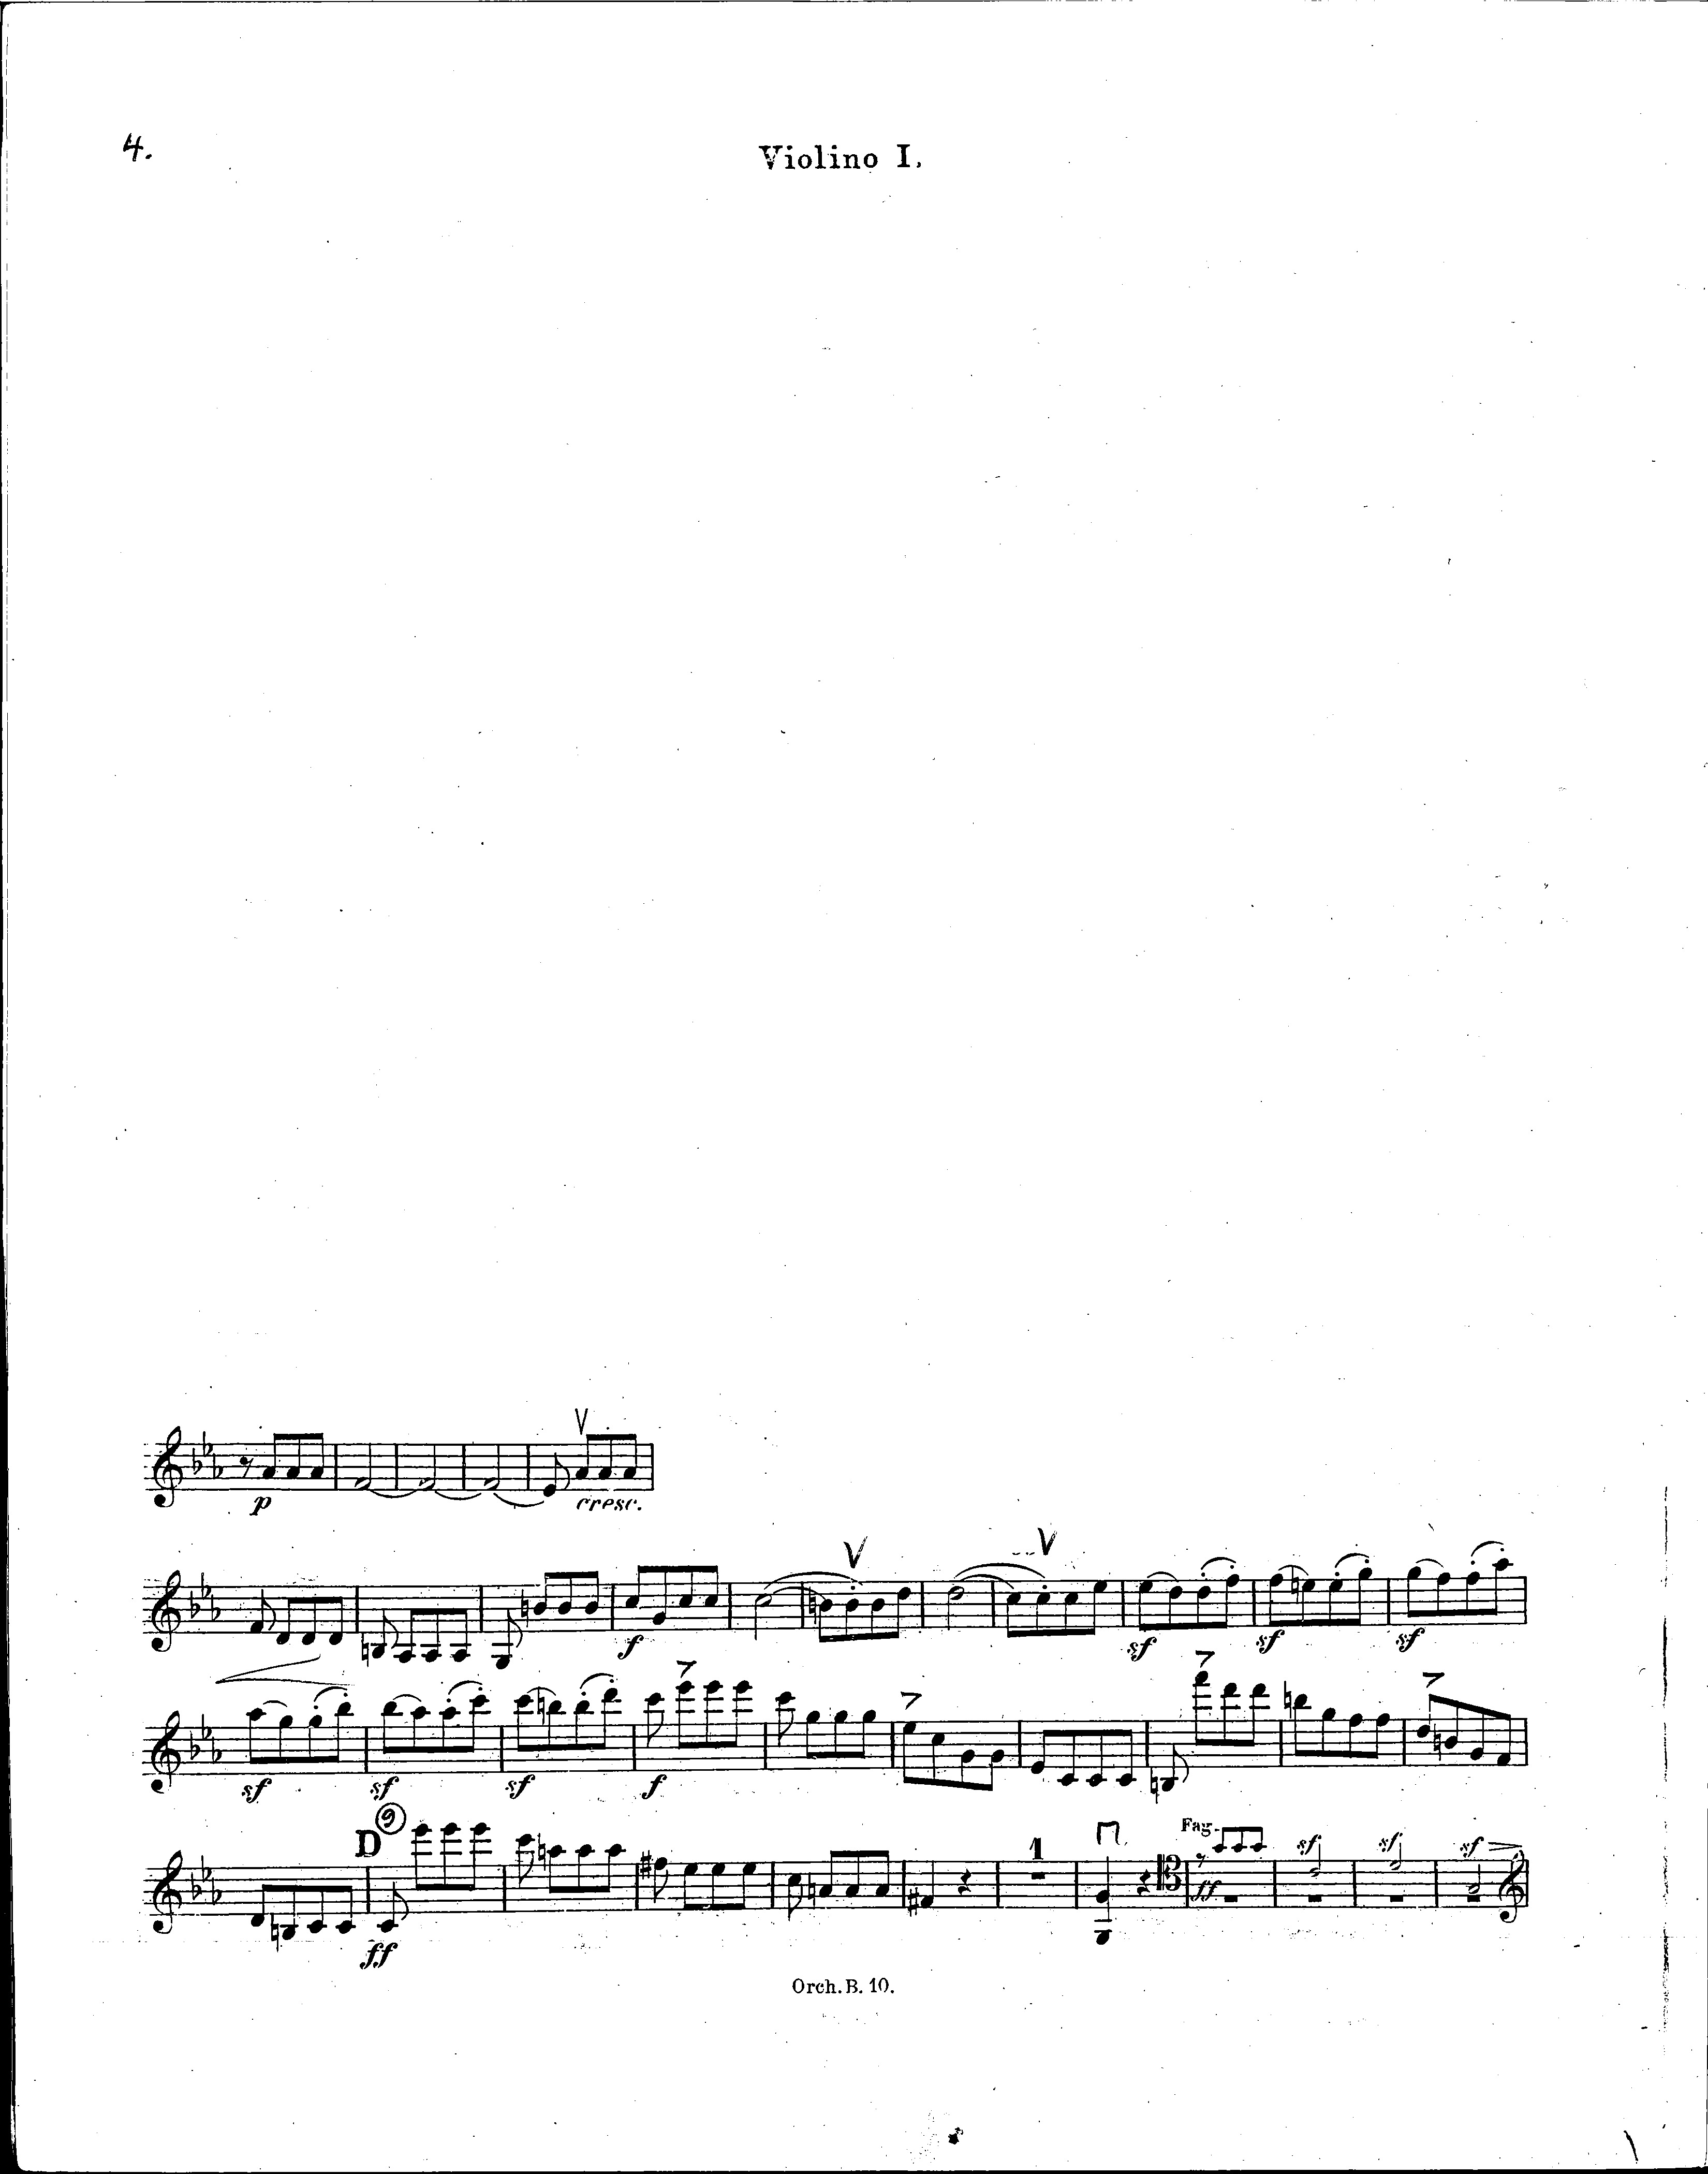 4.
Violino I.
p cresc.
f sf sf sf
sf sf sf f
D 9 1 Fag. sf sf sf
ff ff
Orch. B. 10.